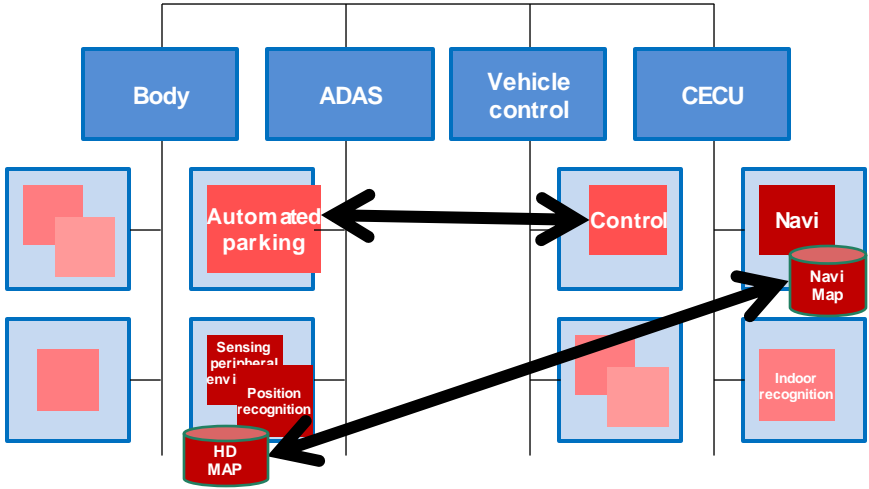 Body
ADAS
Vehicle
control
CECU
Automated
parking
Control
Navi
Navi
Map
Sensing
peripheral
envi
Position
recognition
HD
MAP
Indoor
recognition